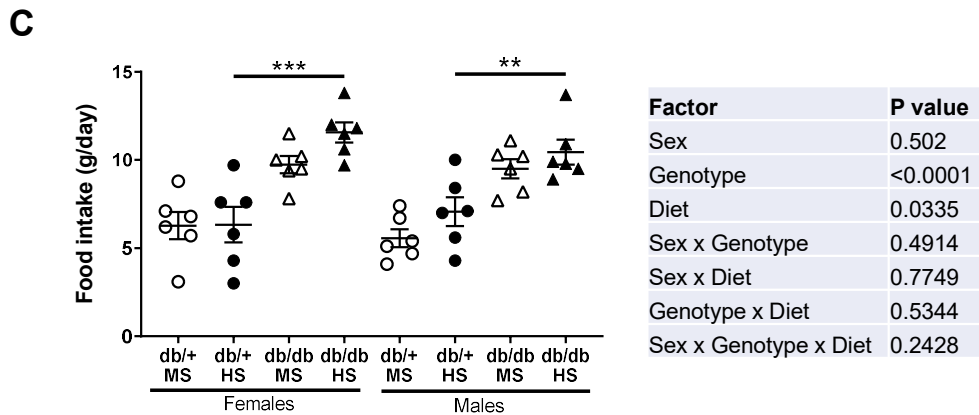 C
Food intake (g/day)
15
10
5
0
***
**
db/+ db/+ db/db db/db db/+ db/+ db/db db/db
MS HS MS HS MS HS MS HS
Females Males
Factor P value
Sex 0.502
Genotype <0.0001
Diet 0.0335
Sex x Genotype 0.4914
Sex x Diet 0.7749
Genotype x Diet 0.5344
Sex x Genotype x Diet 0.2428